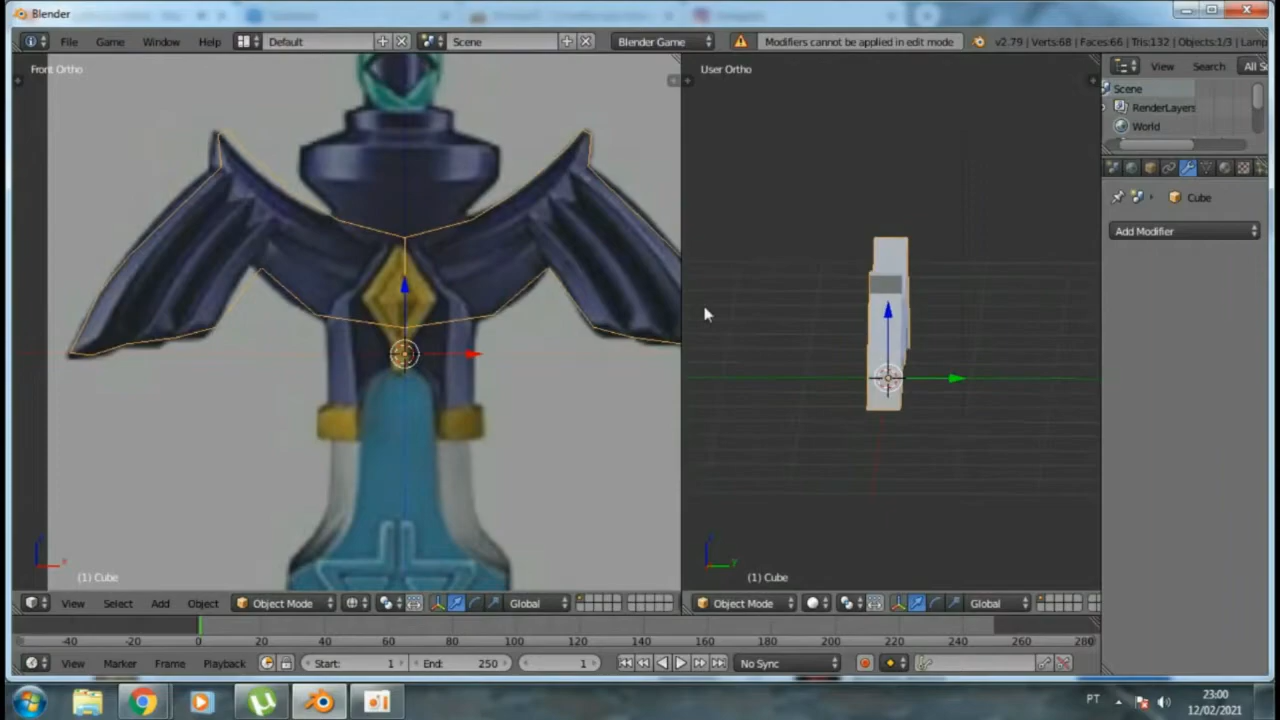 Blender
File Game Window Help Default Scene Blender Game Modifiers cannot be applied in edit mode v2.79 | Verts:68 | Faces:66 | Tris:132 | Objects:1/3 | Lamp
Front Ortho
User Ortho
View Search All S
Scene
RenderLayers
World
Cube
Add Modifier
(1) Cube
(1) Cube
View Select Add Object Object Mode Global
Object Mode Global
-40 -20 0 20 40 60 80 100 120 140 160 180 200 220 240 260 280
View Marker Frame Playback Start: 1 End: 250 1 No Sync
PT
23:00
12/02/2021